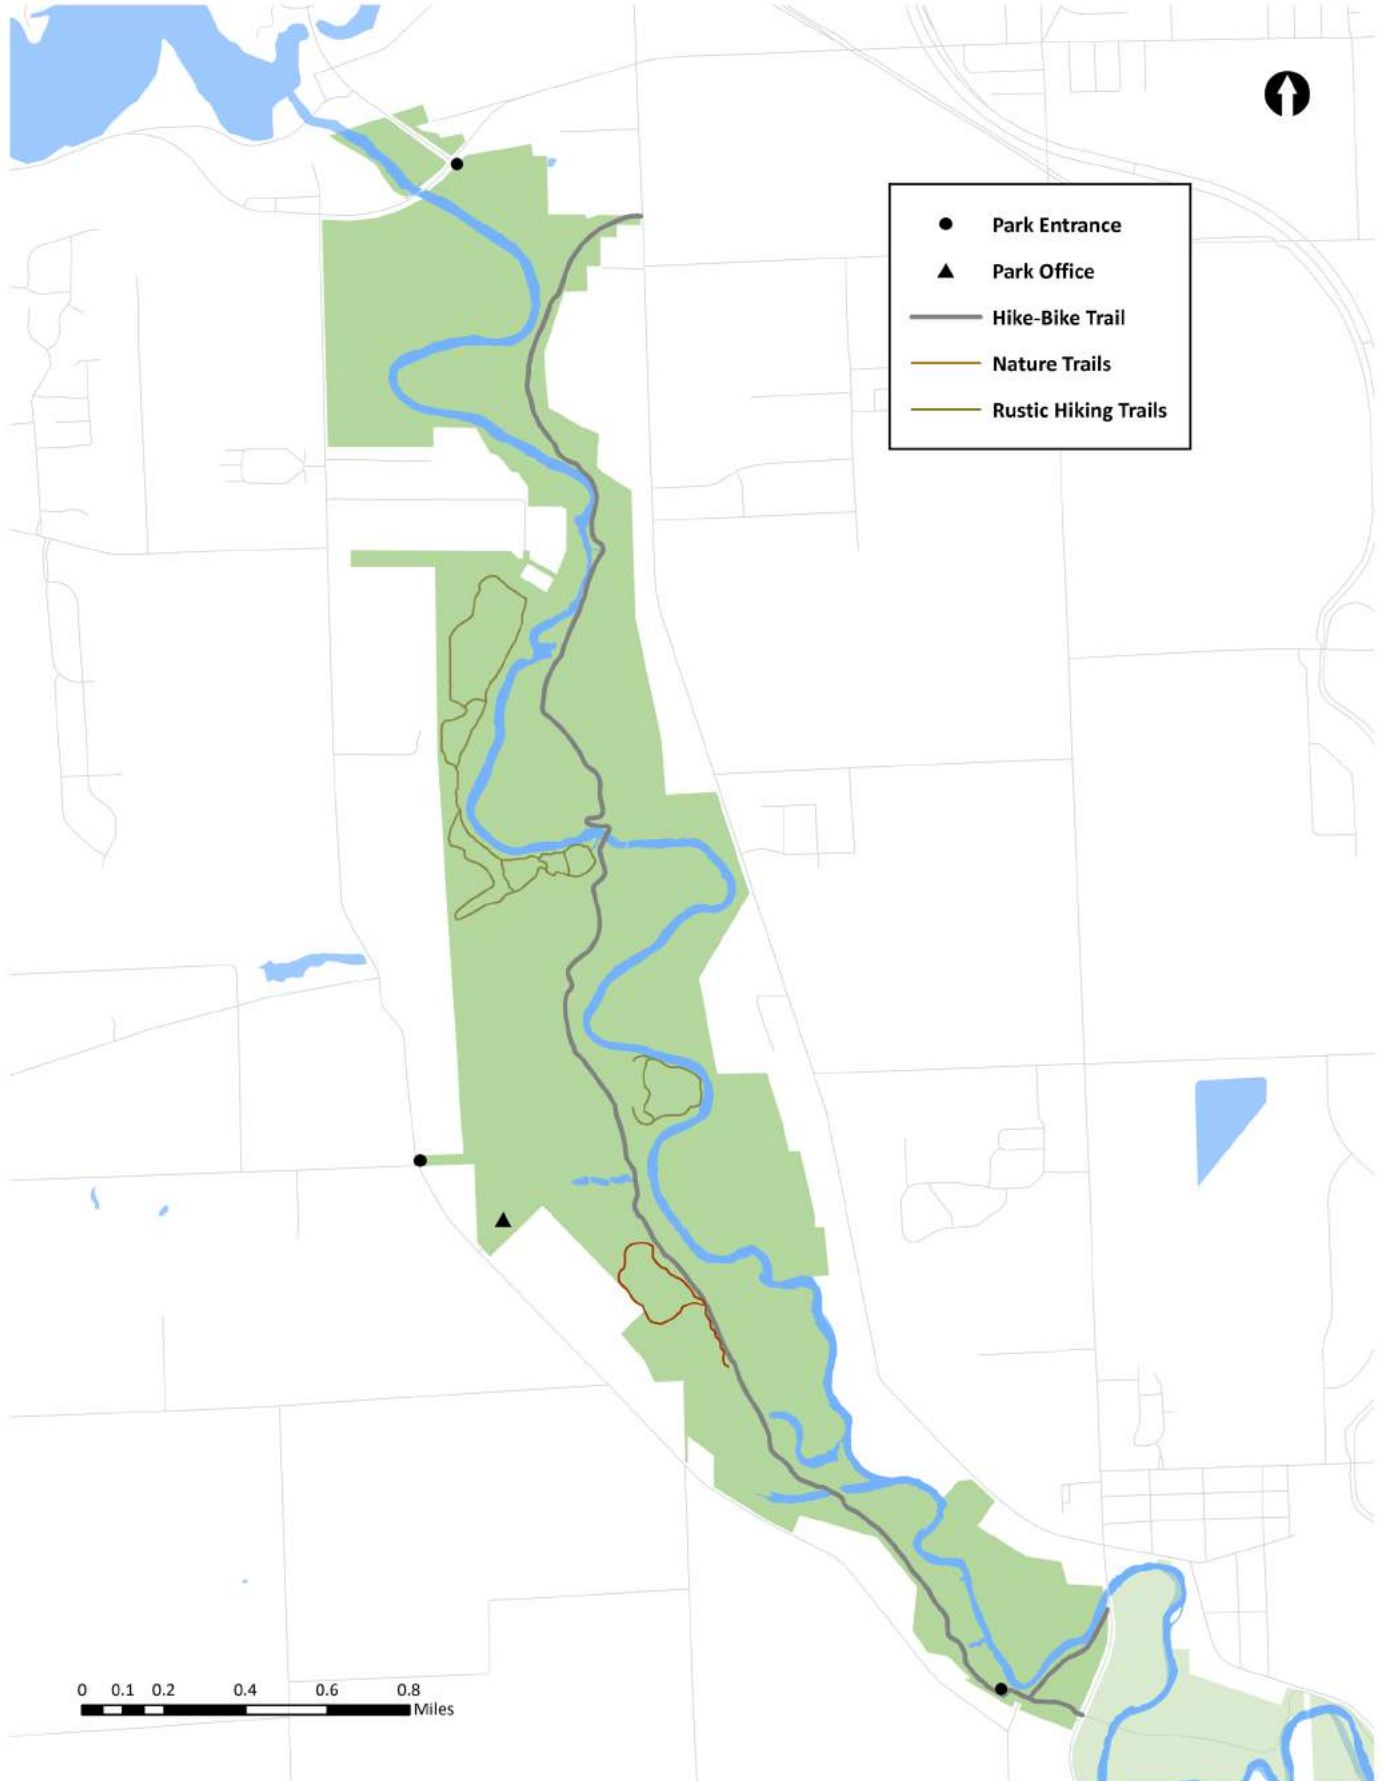 Park Entrance
Park Office
Hike-Bike Trail
Nature Trails
Rustic Hiking Trails
0 0.1 0.2 0.4 0.6 0.8
Miles